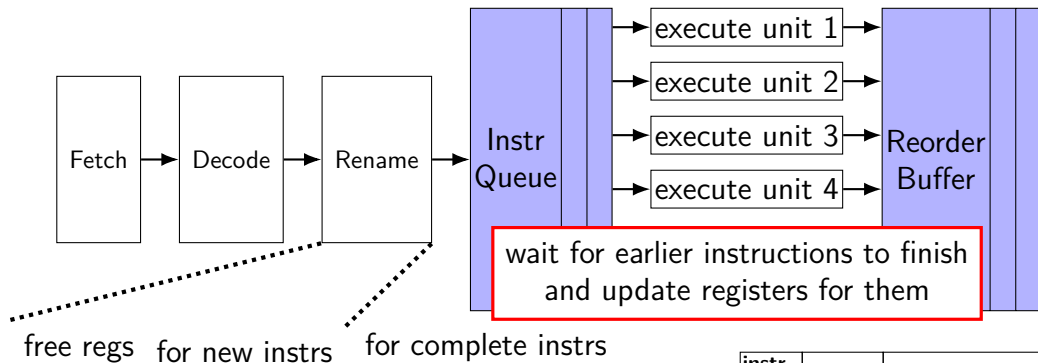 Fetch
Decode
Rename
Instr
Queue
execute unit 1
execute unit 2
execute unit 3
execute unit 4
Reorder
Buffer
wait for earlier instructions to finish
and update registers for them
free regs
for new instrs
for complete instrs
instr